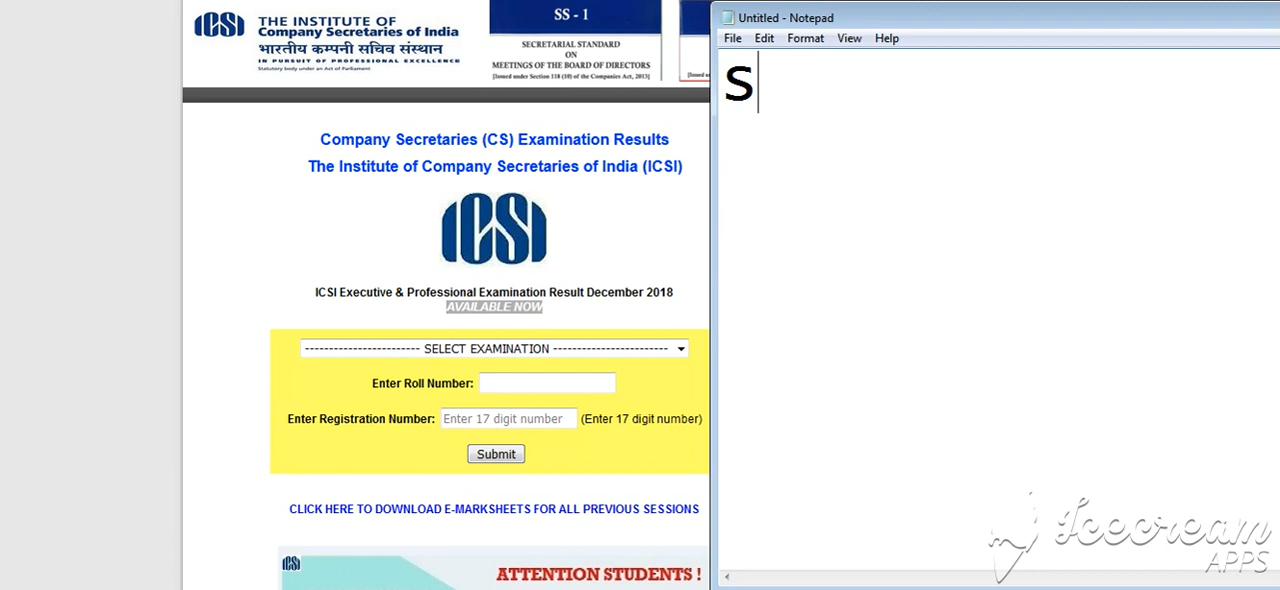 ICSI
THE INSTITUTE OF
Company Secretaries of India
भारतीय कम्पनी सचिव संस्थान
IN PURSUIT OF PROFESSIONAL EXCELLENCE
Statutory body under an Act of Parliament
SS - 1
SECRETARIAL STANDARD
ON
MEETINGS OF THE BOARD OF DIRECTORS
[Issued under Section 118 (10) of the Companies Act, 2013]
[Issued
Company Secretaries (CS) Examination Results
The Institute of Company Secretaries of India (ICSI)
ICSI
ICSI Executive & Professional Examination Result December 2018
AVAILABLE NOW
------------------------ SELECT EXAMINATION ------------------------
Enter Roll Number:
Enter Registration Number: Enter 17 digit number (Enter 17 digit number)
Submit
CLICK HERE TO DOWNLOAD E-MARKSHEETS FOR ALL PREVIOUS SESSIONS
ICSI
ATTENTION STUDENTS !
Untitled - Notepad
File Edit Format View Help
S
Icecream
APPS